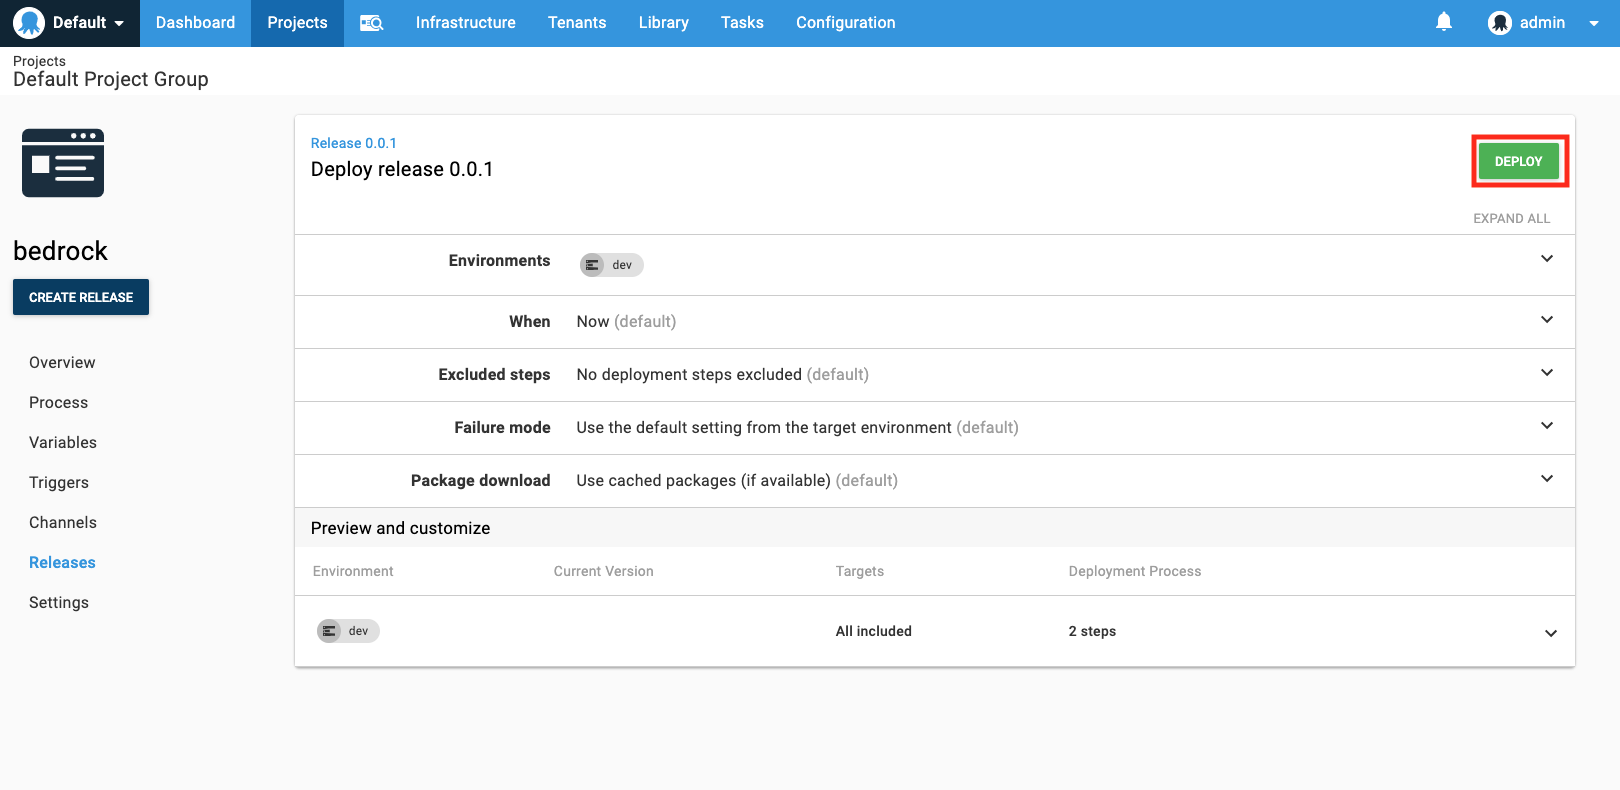 Default Dashboard Projects Infrastructure Tenants Library Tasks Configuration admin
Projects
Default Project Group
bedrock
CREATE RELEASE
Overview
Process
Variables
Triggers
Channels
Releases
Settings
Release 0.0.1
Deploy release 0.0.1
DEPLOY
EXPAND ALL
Environments dev
When Now (default)
Excluded steps No deployment steps excluded (default)
Failure mode Use the default setting from the target environment (default)
Package download Use cached packages (if available) (default)
Preview and customize
Environment Current Version Targets Deployment Process
dev All included 2 steps